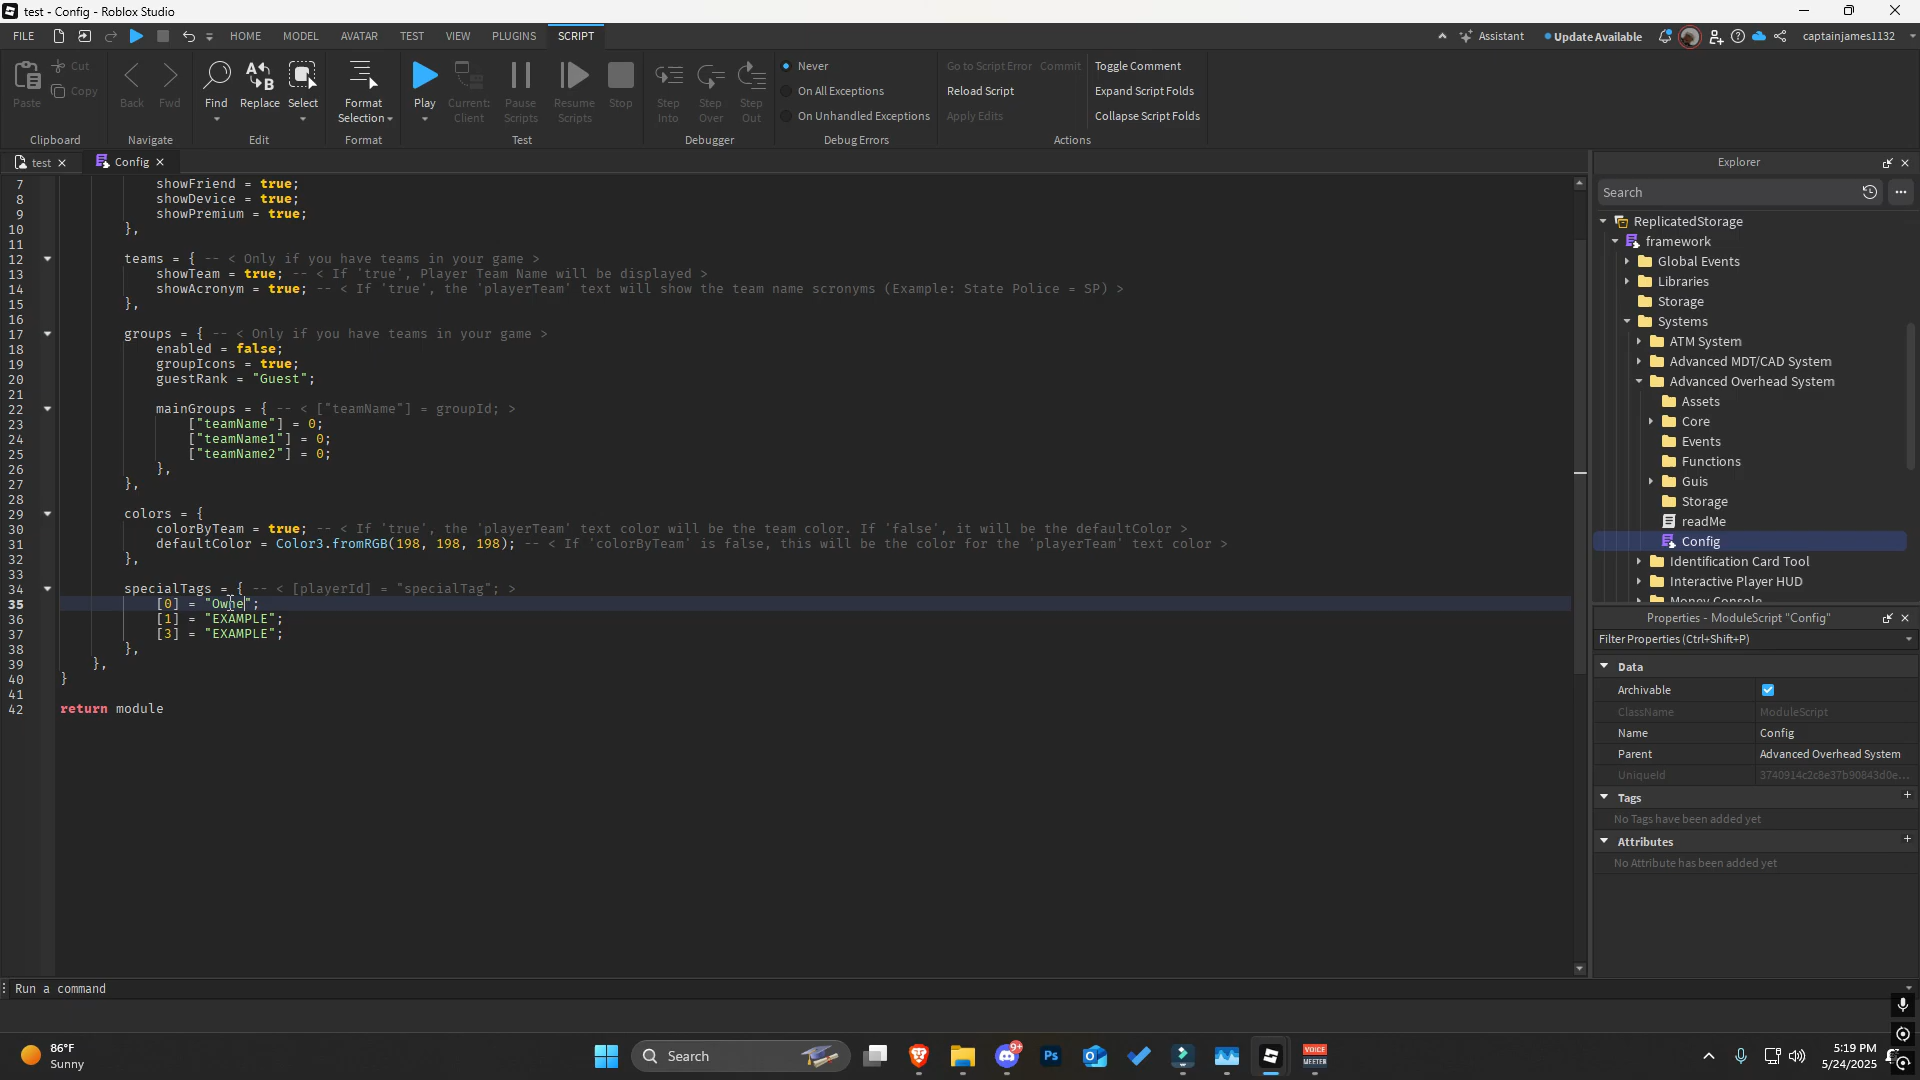 test - Config - Roblox Studio
FILE HOME MODEL AVATAR TEST VIEW PLUGINS SCRIPT Assistant Update Available captainjames1132
Paste Cut Copy Back Fwd Find Replace Select Format Selection Play Current: Client Pause Scripts Resume Scripts Stop Step Into Step Over Step Out
Never
On All Exceptions
On Unhandled Exceptions
Go to Script Error Commit
Reload Script
Apply Edits
Toggle Comment
Expand Script Folds
Collapse Script Folds
Clipboard Navigate Edit Format Test Debugger Debug Errors Actions
test Config
7 showFriend = true;
8 showDevice = true;
9 showPremium = true;
10 },
11
12 teams = { -- < Only if you have teams in your game >
13 showTeam = true; -- < If 'true', Player Team Name will be displayed >
14 showAcronym = true; -- < If 'true', the 'playerTeam' text will show the team name scronyms (Example: State Police = SP) >
15 },
16
17 groups = { -- < Only if you have teams in your game >
18 enabled = false;
19 groupIcons = true;
20 guestRank = "Guest";
21
22 mainGroups = { -- < ["teamName"] = groupId; >
23 ["teamName"] = 0;
24 ["teamName1"] = 0;
25 ["teamName2"] = 0;
26 },
27 },
28
29 colors = {
30 colorByTeam = true; -- < If 'true', the 'playerTeam' text color will be the team color. If 'false', it will be the defaultColor >
31 defaultColor = Color3.fromRGB(198, 198, 198); -- < If 'colorByTeam' is false, this will be the color for the 'playerTeam' text color >
32 },
33
34 specialTags = { -- < [playerId] = "specialTag"; >
35 [0] = "Owne";
36 [1] = "EXAMPLE";
37 [3] = "EXAMPLE";
38 },
39 },
40 }
41
42 return module
Explorer
Search
ReplicatedStorage
framework
Global Events
Libraries
Storage
Systems
ATM System
Advanced MDT/CAD System
Advanced Overhead System
Assets
Core
Events
Functions
Guis
Storage
readMe
Config
Identification Card Tool
Interactive Player HUD
Money Console
Properties - ModuleScript "Config"
Filter Properties (Ctrl+Shift+P)
Data
Archivable
ClassName ModuleScript
Name Config
Parent Advanced Overhead System
UniqueId 3740914c2c8e37b90843d0e...
Tags
No Tags have been added yet
Attributes
No Attribute has been added yet
Run a command
86°F
Sunny
Search
9+
Ps
VOICE
MEETER
5:19 PM
5/24/2025